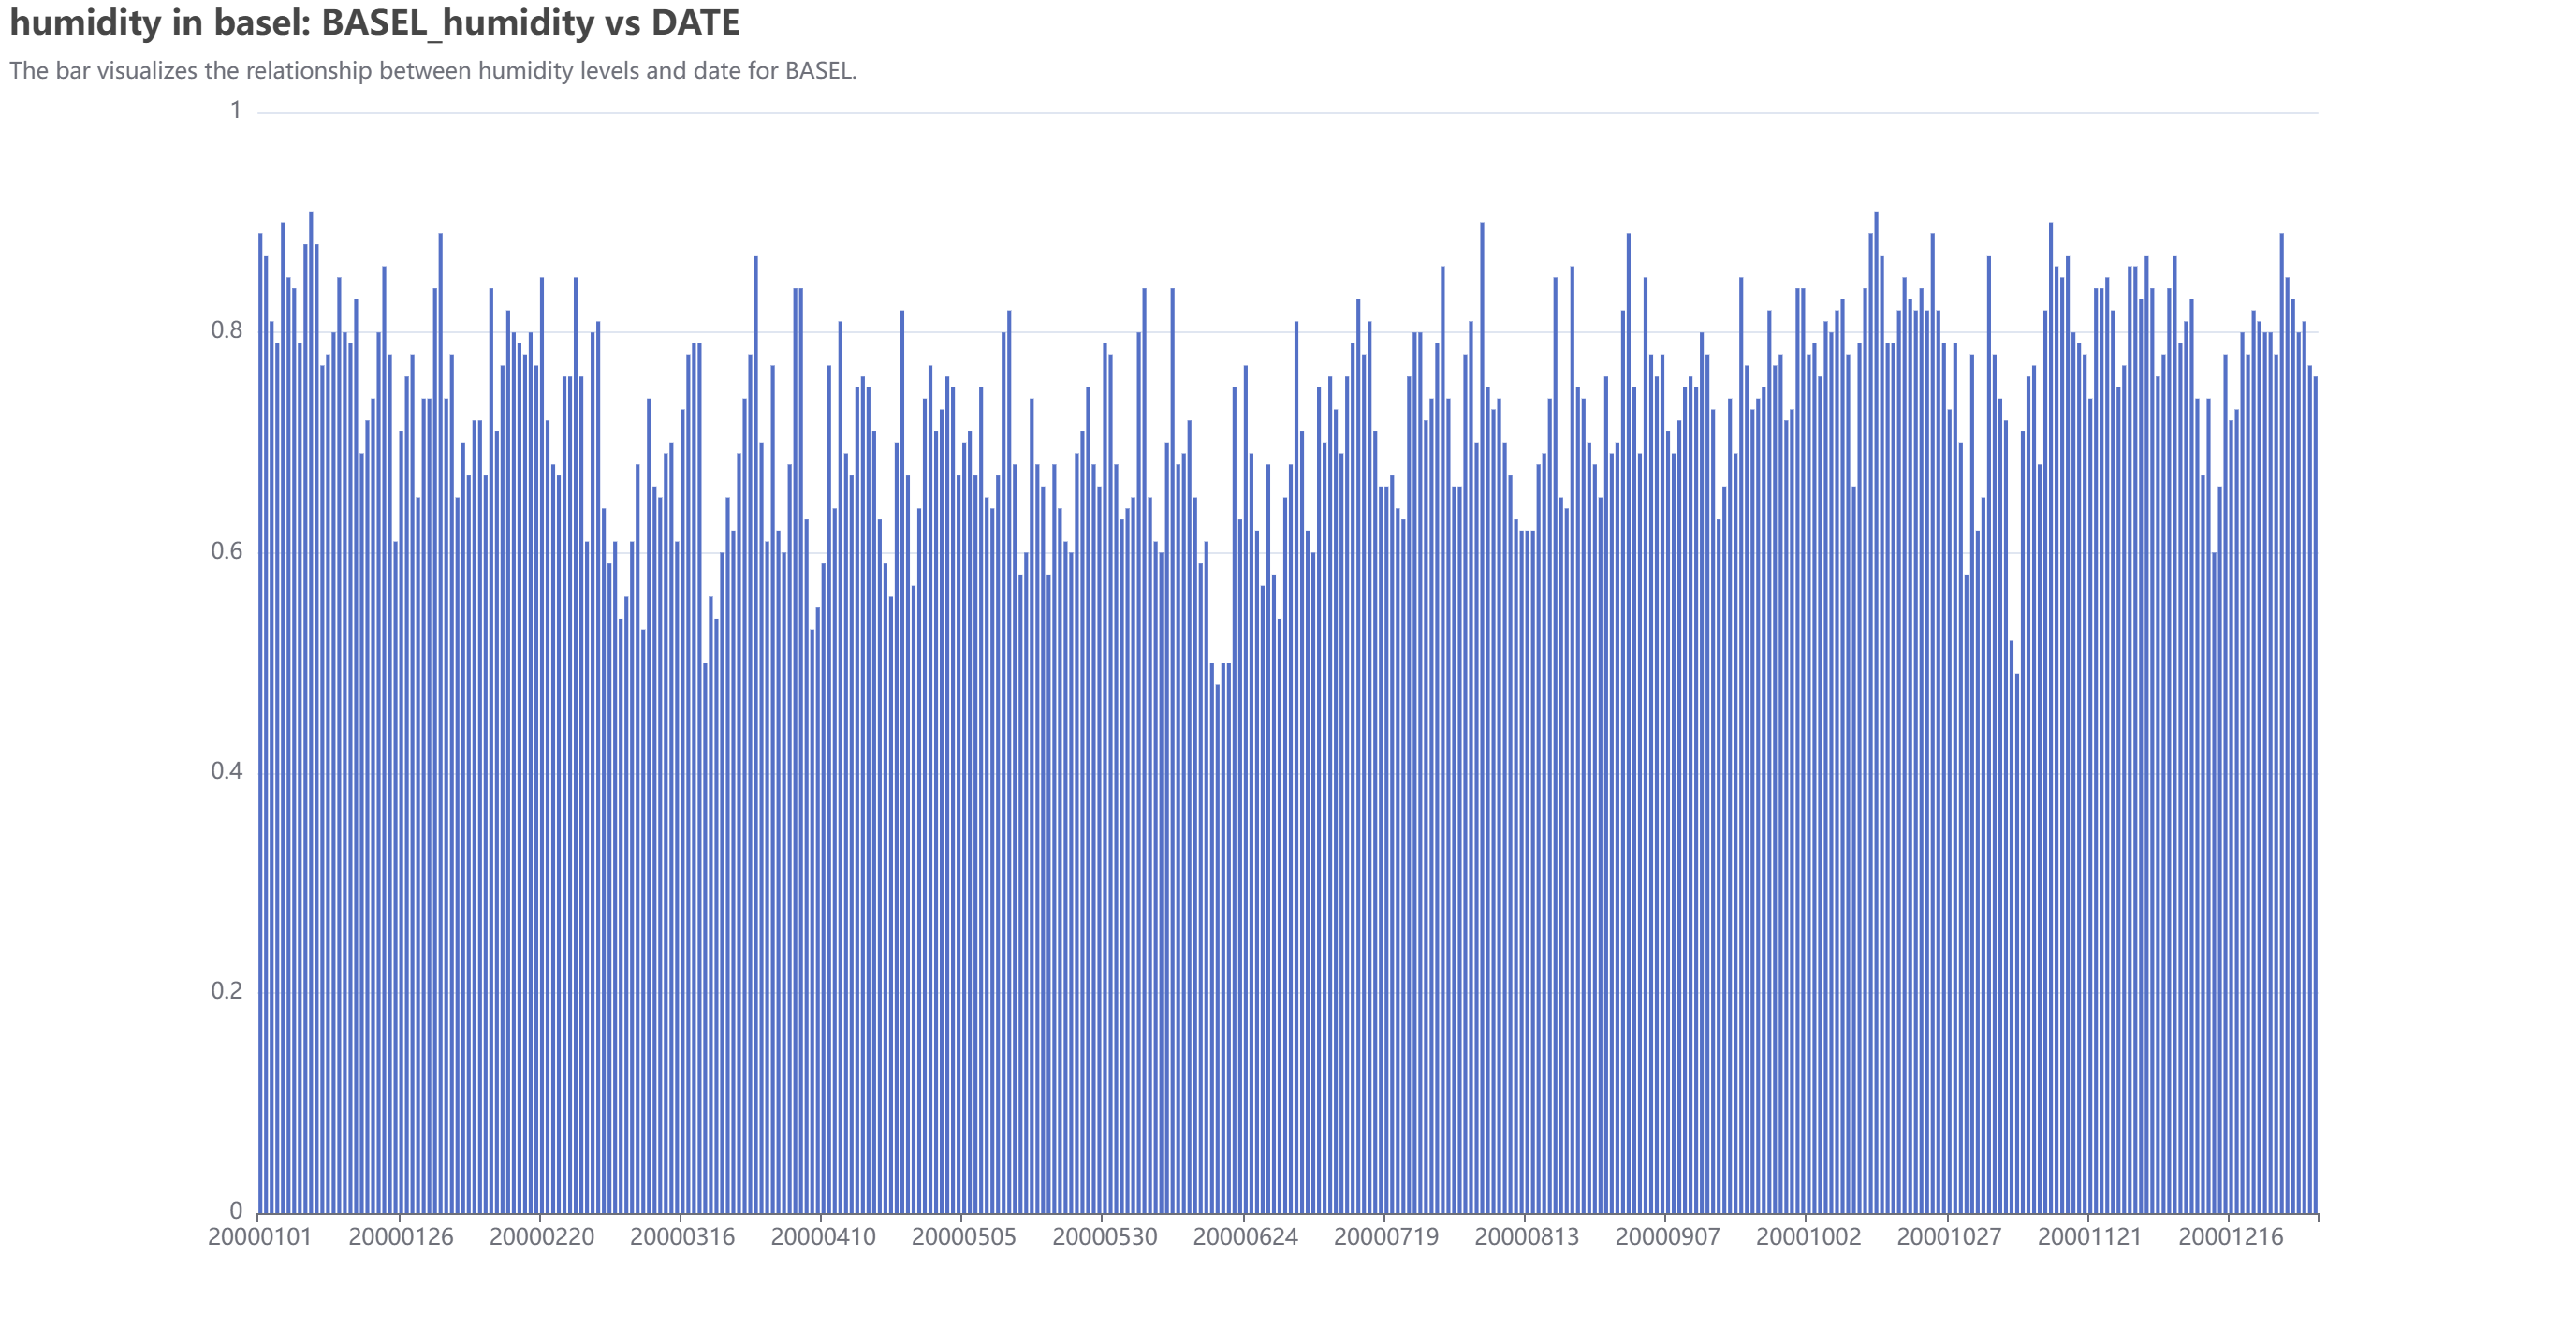 humidity in basel: BASEL_humidity vs DATE
The bar visualizes the relationship between humidity levels and date for BASEL.
1
0.8
0.6
0.4
0.2
0
20000101 20000126 20000220 20000316 20000410 20000505 20000530 20000624 20000719 20000813 20000907 20001002 20001027 20001121 20001216